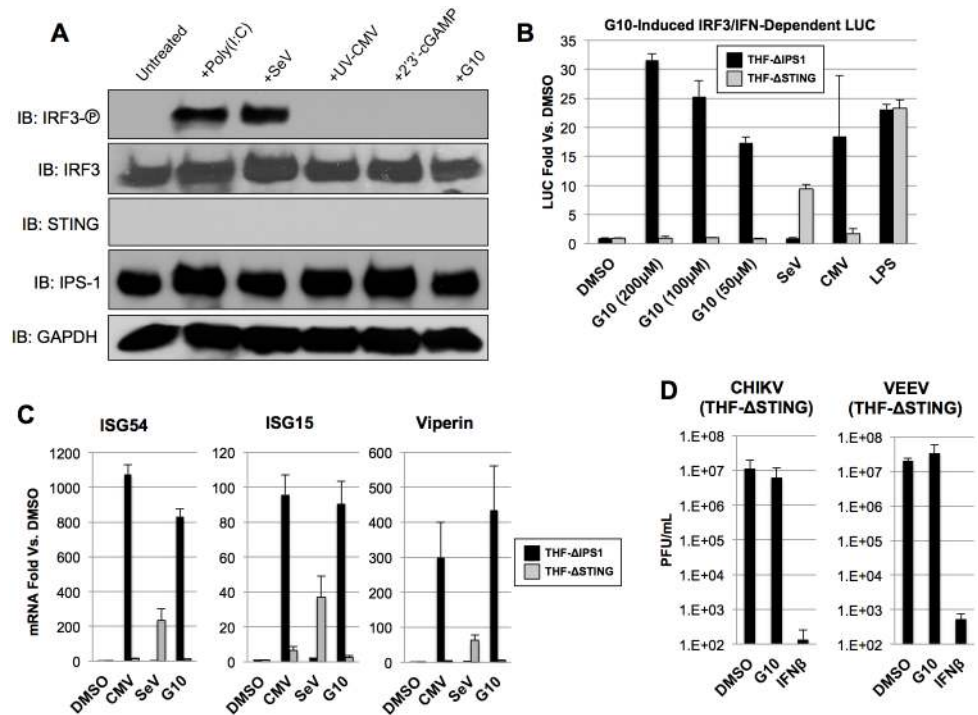 A
Untreated
+Poly(I:C)
+SeV
+UV-CMV
+2'3'-cGAMP
+G10
IB: IRF3-Ⓟ
IB: IRF3
IB: STING
IB: IPS-1
IB: GAPDH
B
G10-Induced IRF3/IFN-Dependent LUC
LUC Fold Vs. DMSO
35
30
25
20
15
10
5
0
THF-ΔIPS1
THF-ΔSTING
DMSO
G10 (200µM)
G10 (100µM)
G10 (50µM)
SeV
CMV
LPS
C
ISG54
ISG15
Viperin
mRNA Fold Vs. DMSO
1200
1000
800
600
400
200
0
DMSO
CMV
SeV
G10
120
100
80
60
40
20
0
DMSO
CMV
SeV
G10
600
500
400
300
200
100
0
DMSO
CMV
SeV
G10
THF-ΔIPS1
THF-ΔSTING
D
CHIKV
(THF-ΔSTING)
VEEV
(THF-ΔSTING)
PFU/mL
1.E+08
1.E+07
1.E+06
1.E+05
1.E+04
1.E+03
1.E+02
DMSO
G10
IFNβ
1.E+08
1.E+07
1.E+06
1.E+05
1.E+04
1.E+03
1.E+02
DMSO
G10
IFNβ